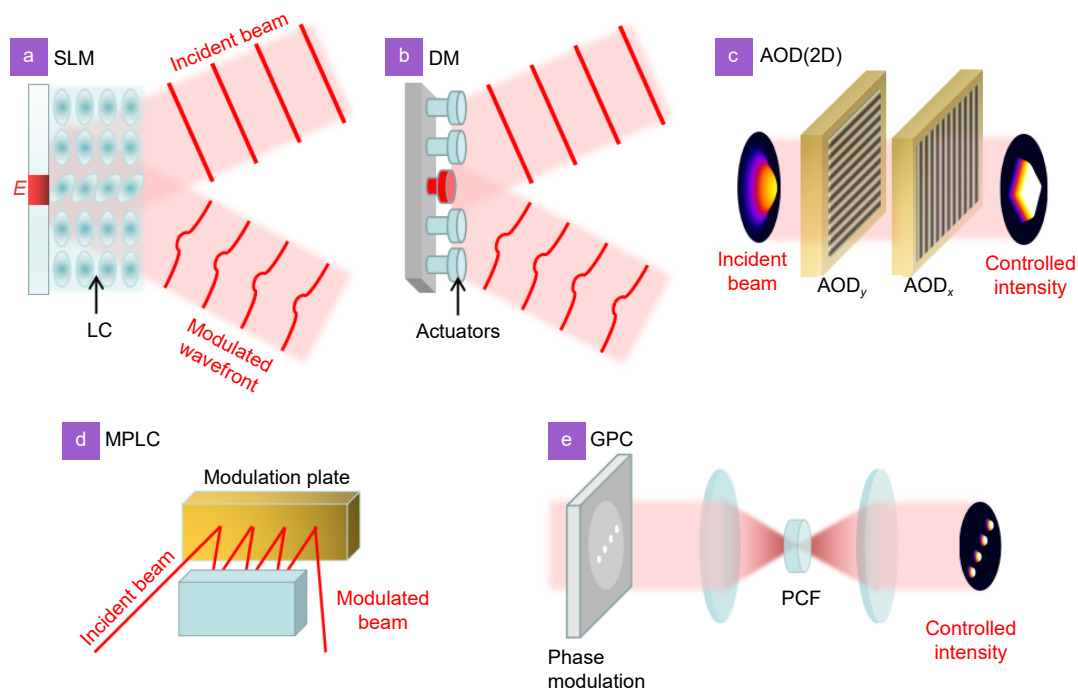 a SLM
Incident beam
E
LC
Modulated
wavefront
b DM
Actuators
c AOD(2D)
Incident
beam
AODy
AODx
Controlled
intensity
d MPLC
Modulation plate
Incident beam
Modulated
beam
e GPC
PCF
Phase
modulation
Controlled
intensity